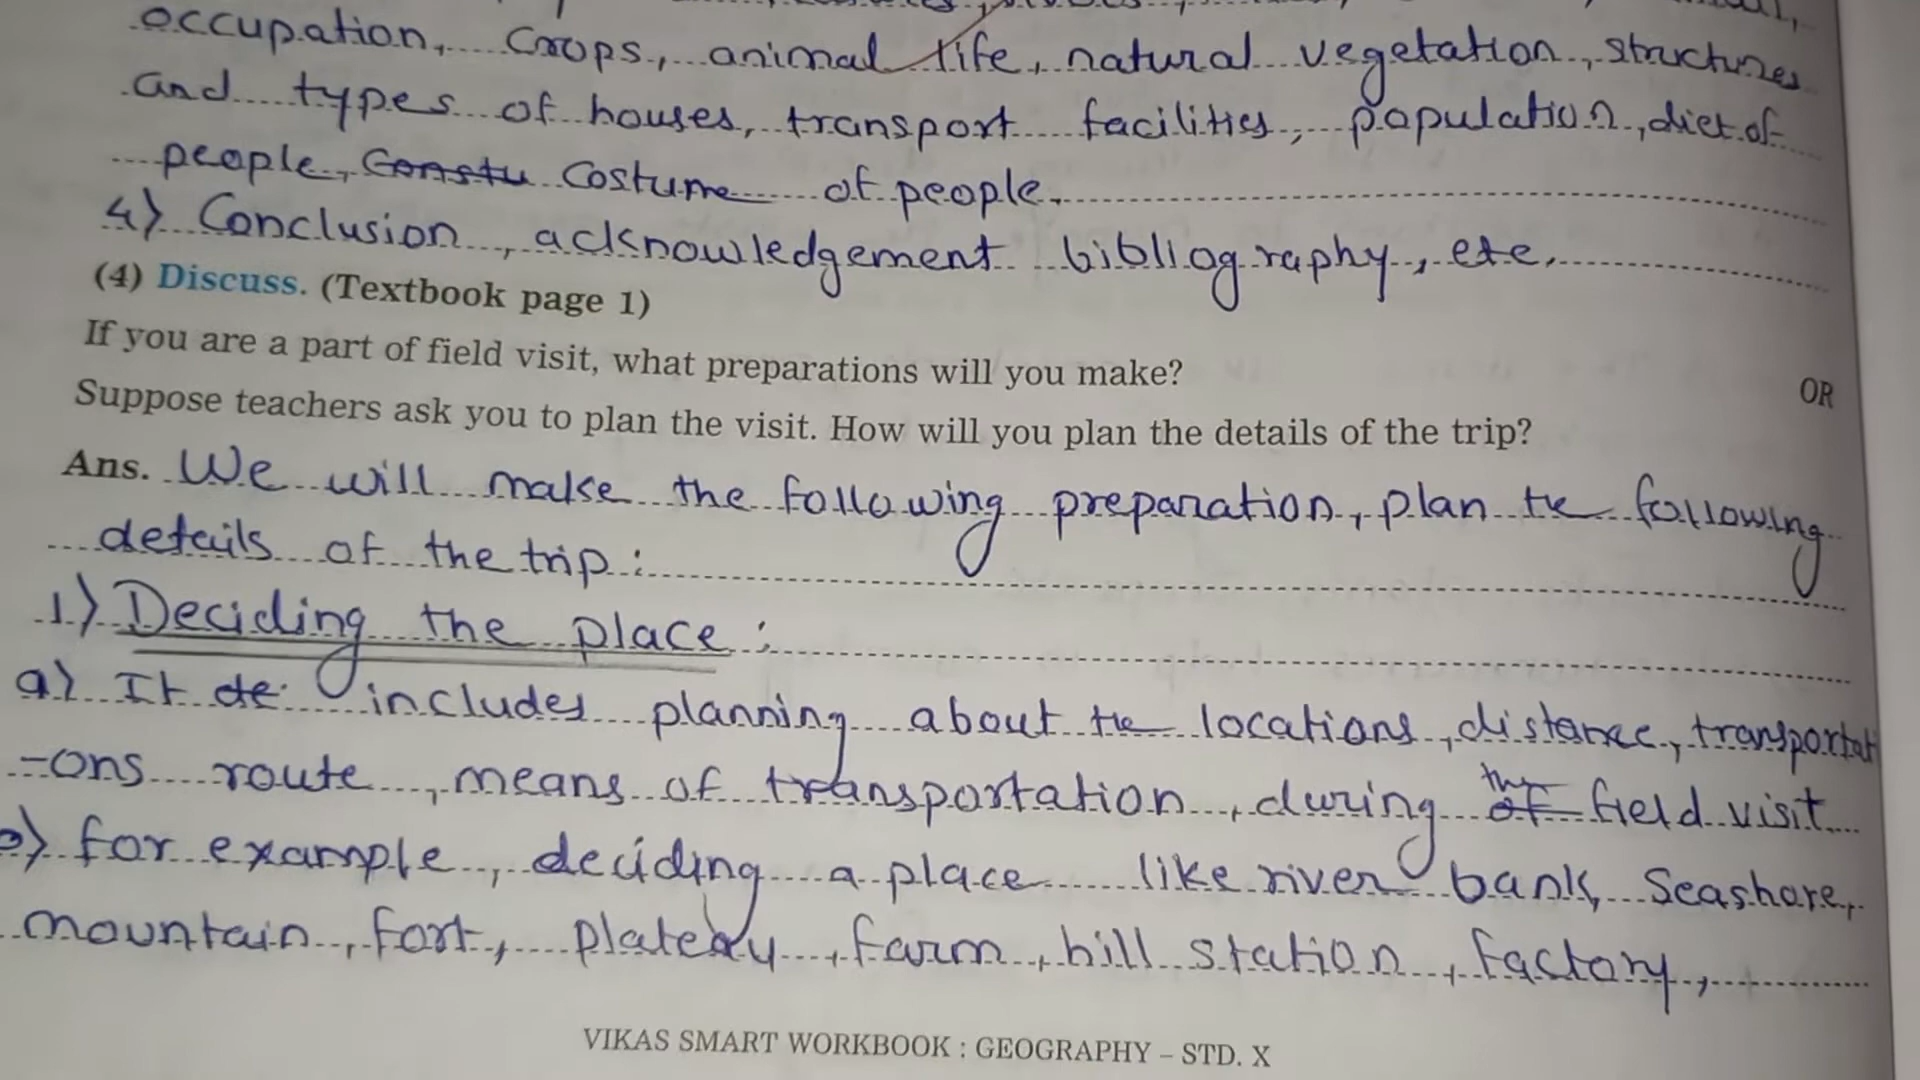 occupation, crops, animal life, natural vegetation, structures
and types of houses, transport facilities, population, diet of
people, Constu Costume of people.
4) Conclusion, acknowledgement bibliography, etc.
(4) Discuss. (Textbook page 1)
If you are a part of field visit, what preparations will you make?
OR
Suppose teachers ask you to plan the visit. How will you plan the details of the trip?
Ans. We will make the following preparation, plan the following
details of the trip:
1) Deciding the place:
a) It de includes planning about the locations, distance, transportati
-ons route, means of transportation, during the of field visit
for example, deciding a place like river bank, Seashore,
mountain, fort, plateau, farm, hill station, factory,
VIKAS SMART WORKBOOK : GEOGRAPHY – STD. X